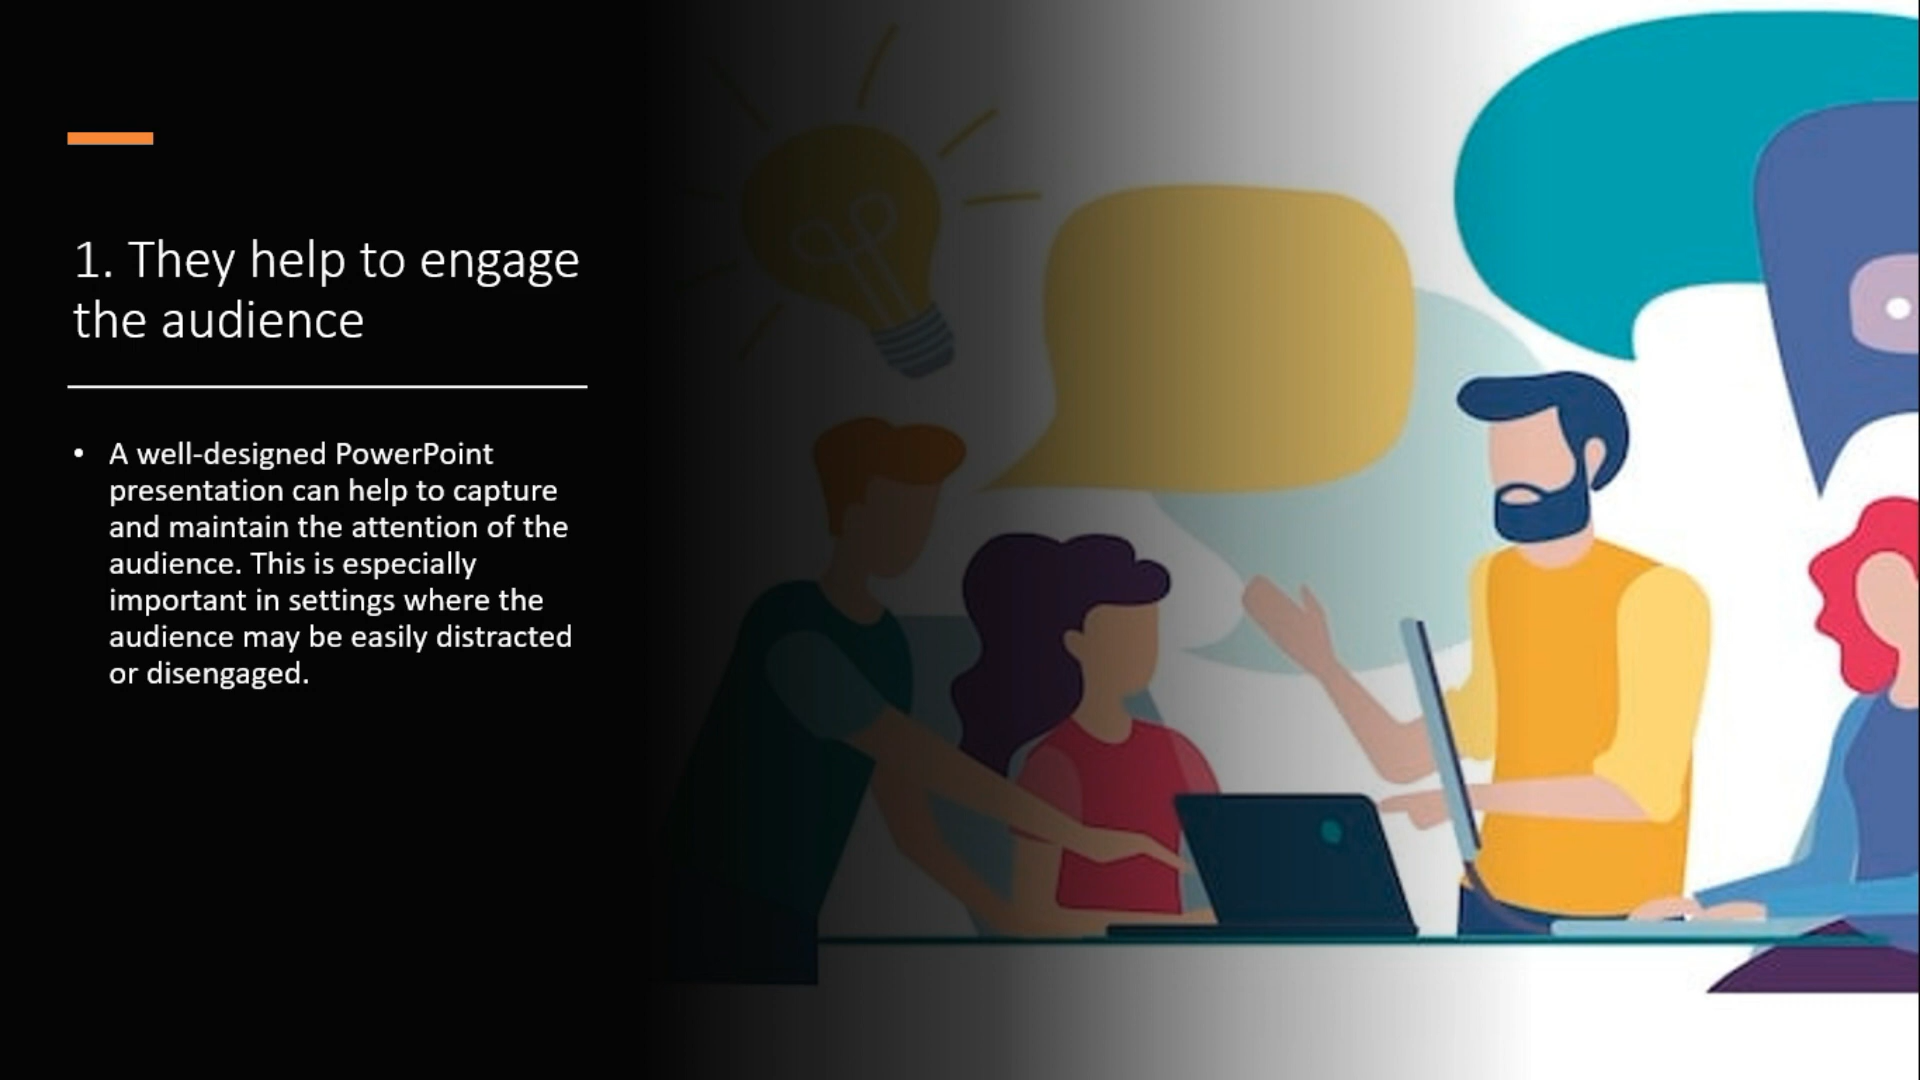 1. They help to engage
the audience
• A well-designed PowerPoint
presentation can help to capture
and maintain the attention of the
audience. This is especially
important in settings where the
audience may be easily distracted
or disengaged.